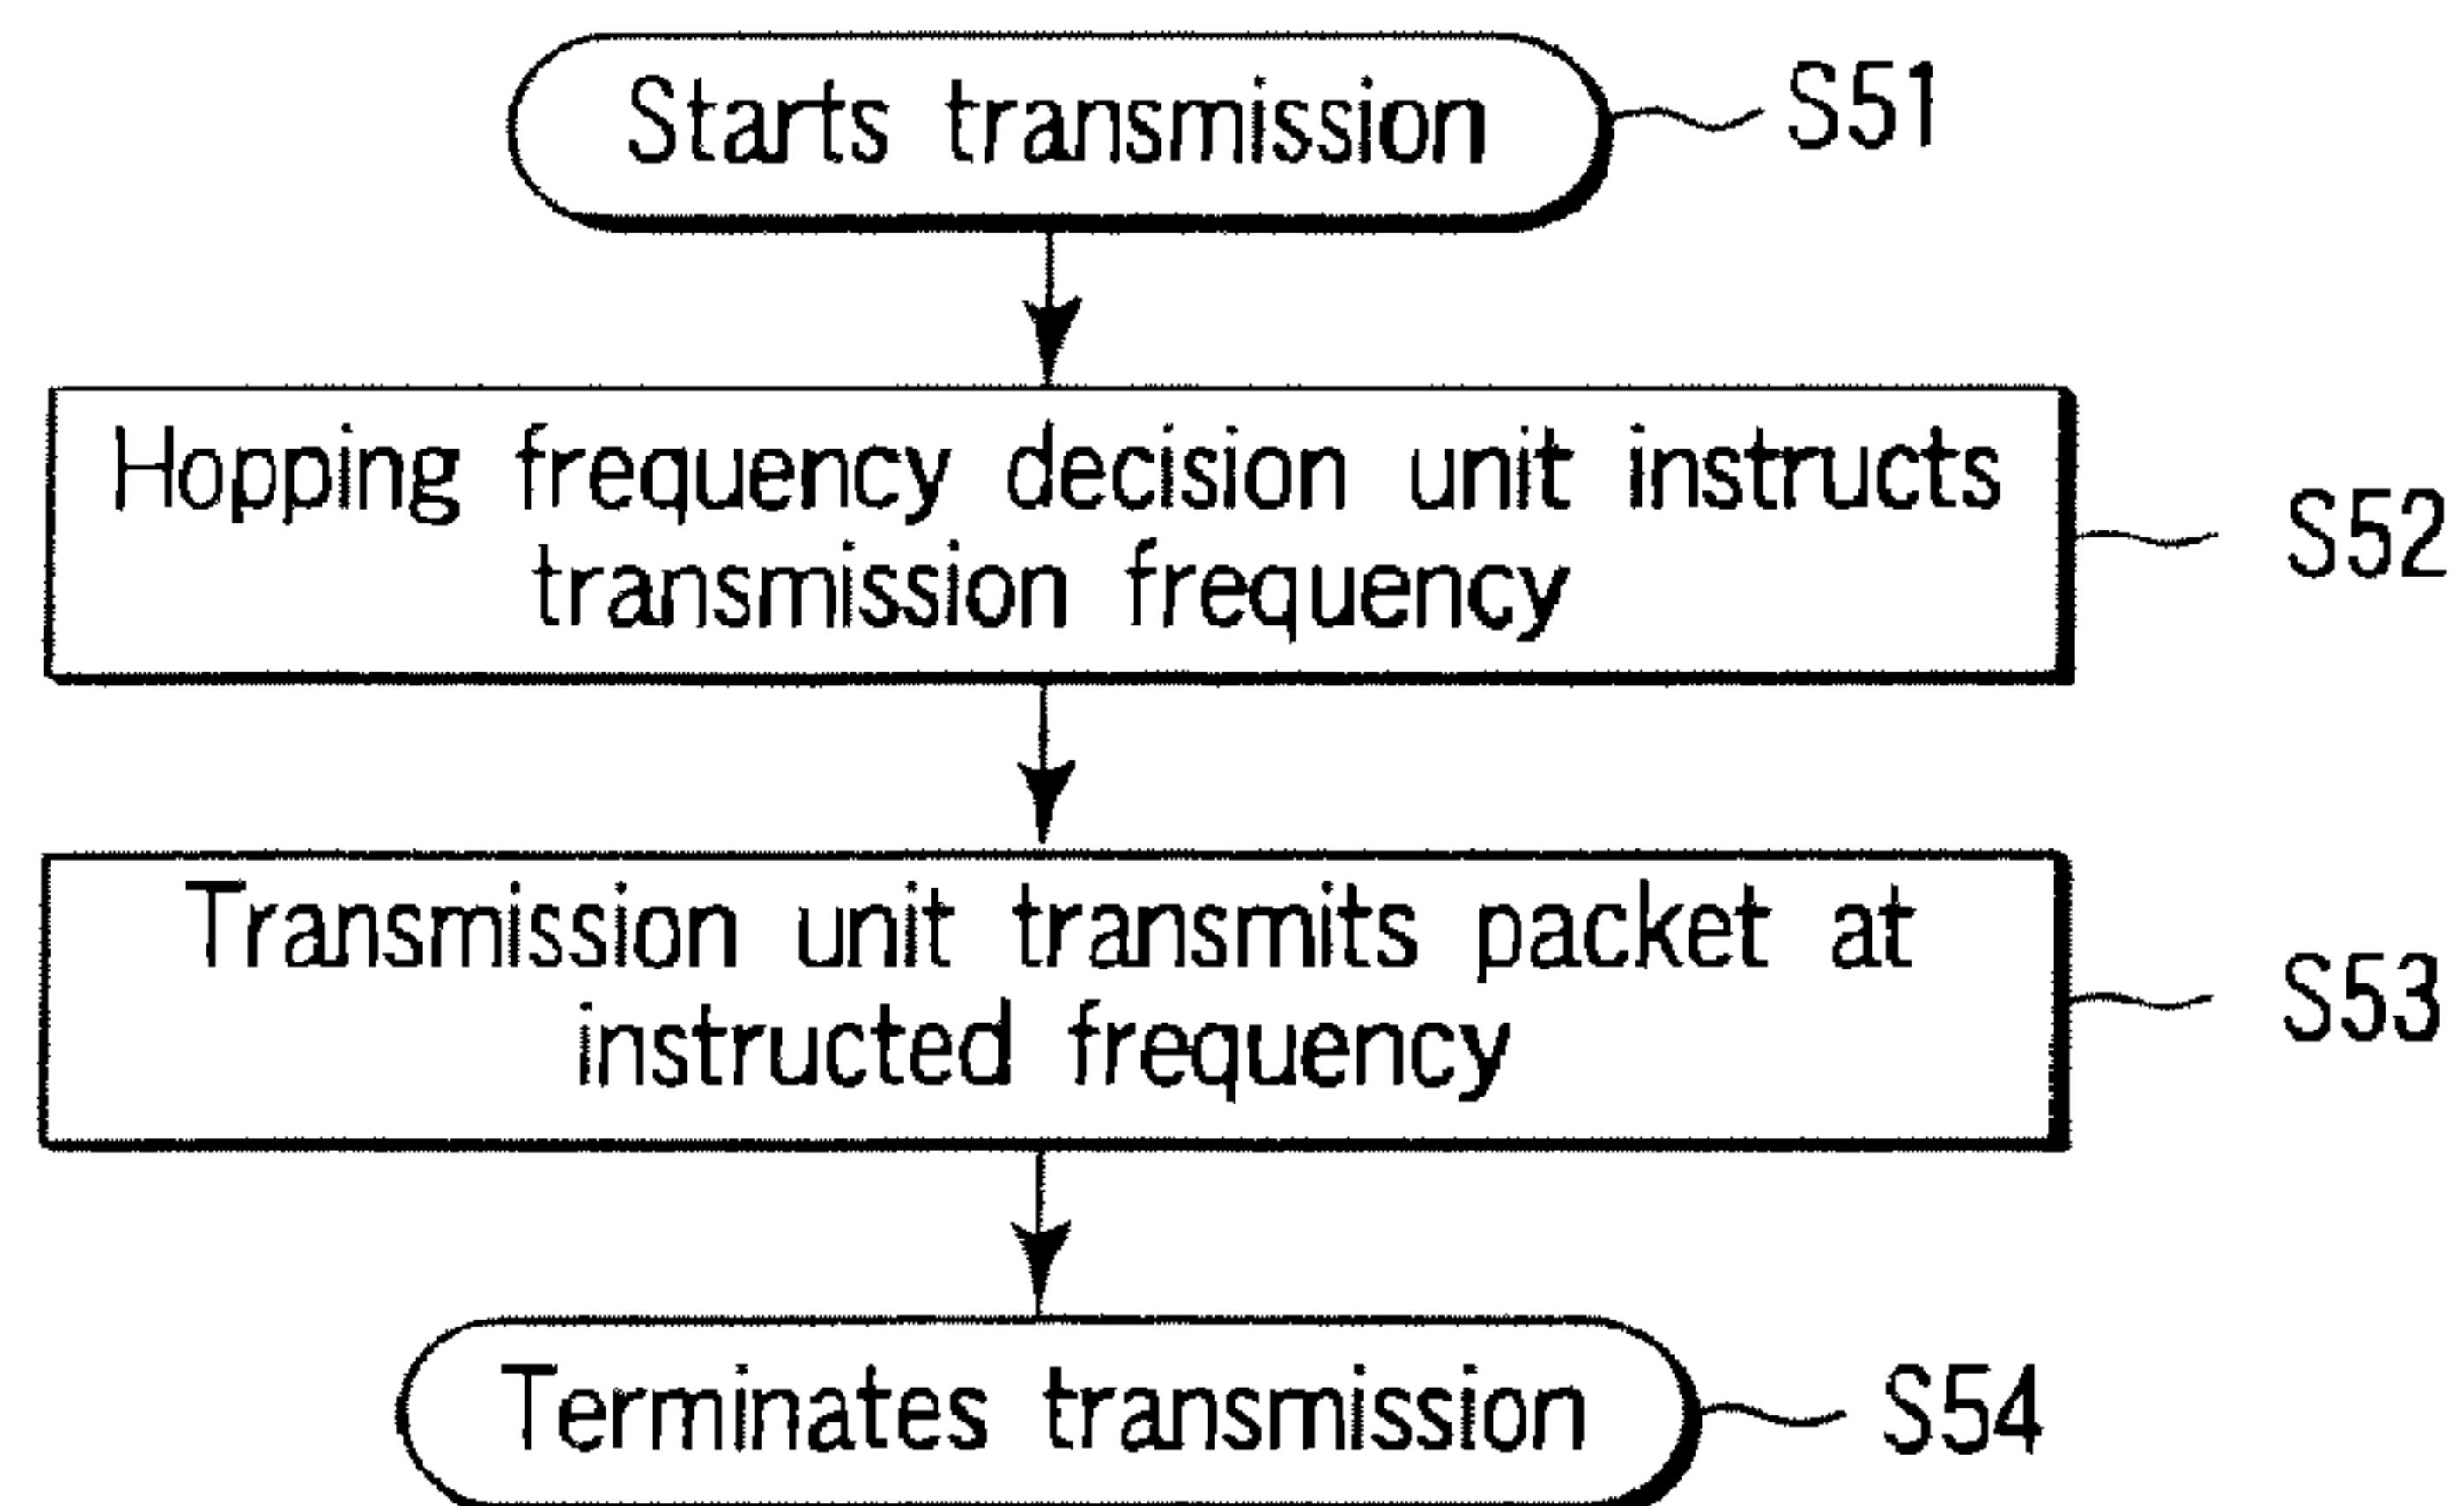 Starts transmission
S51
Hopping frequency decision unit instructs
transmission frequency
S52
Transmission unit transmits packet at
instructed frequency
S53
Terminates transmission
S54